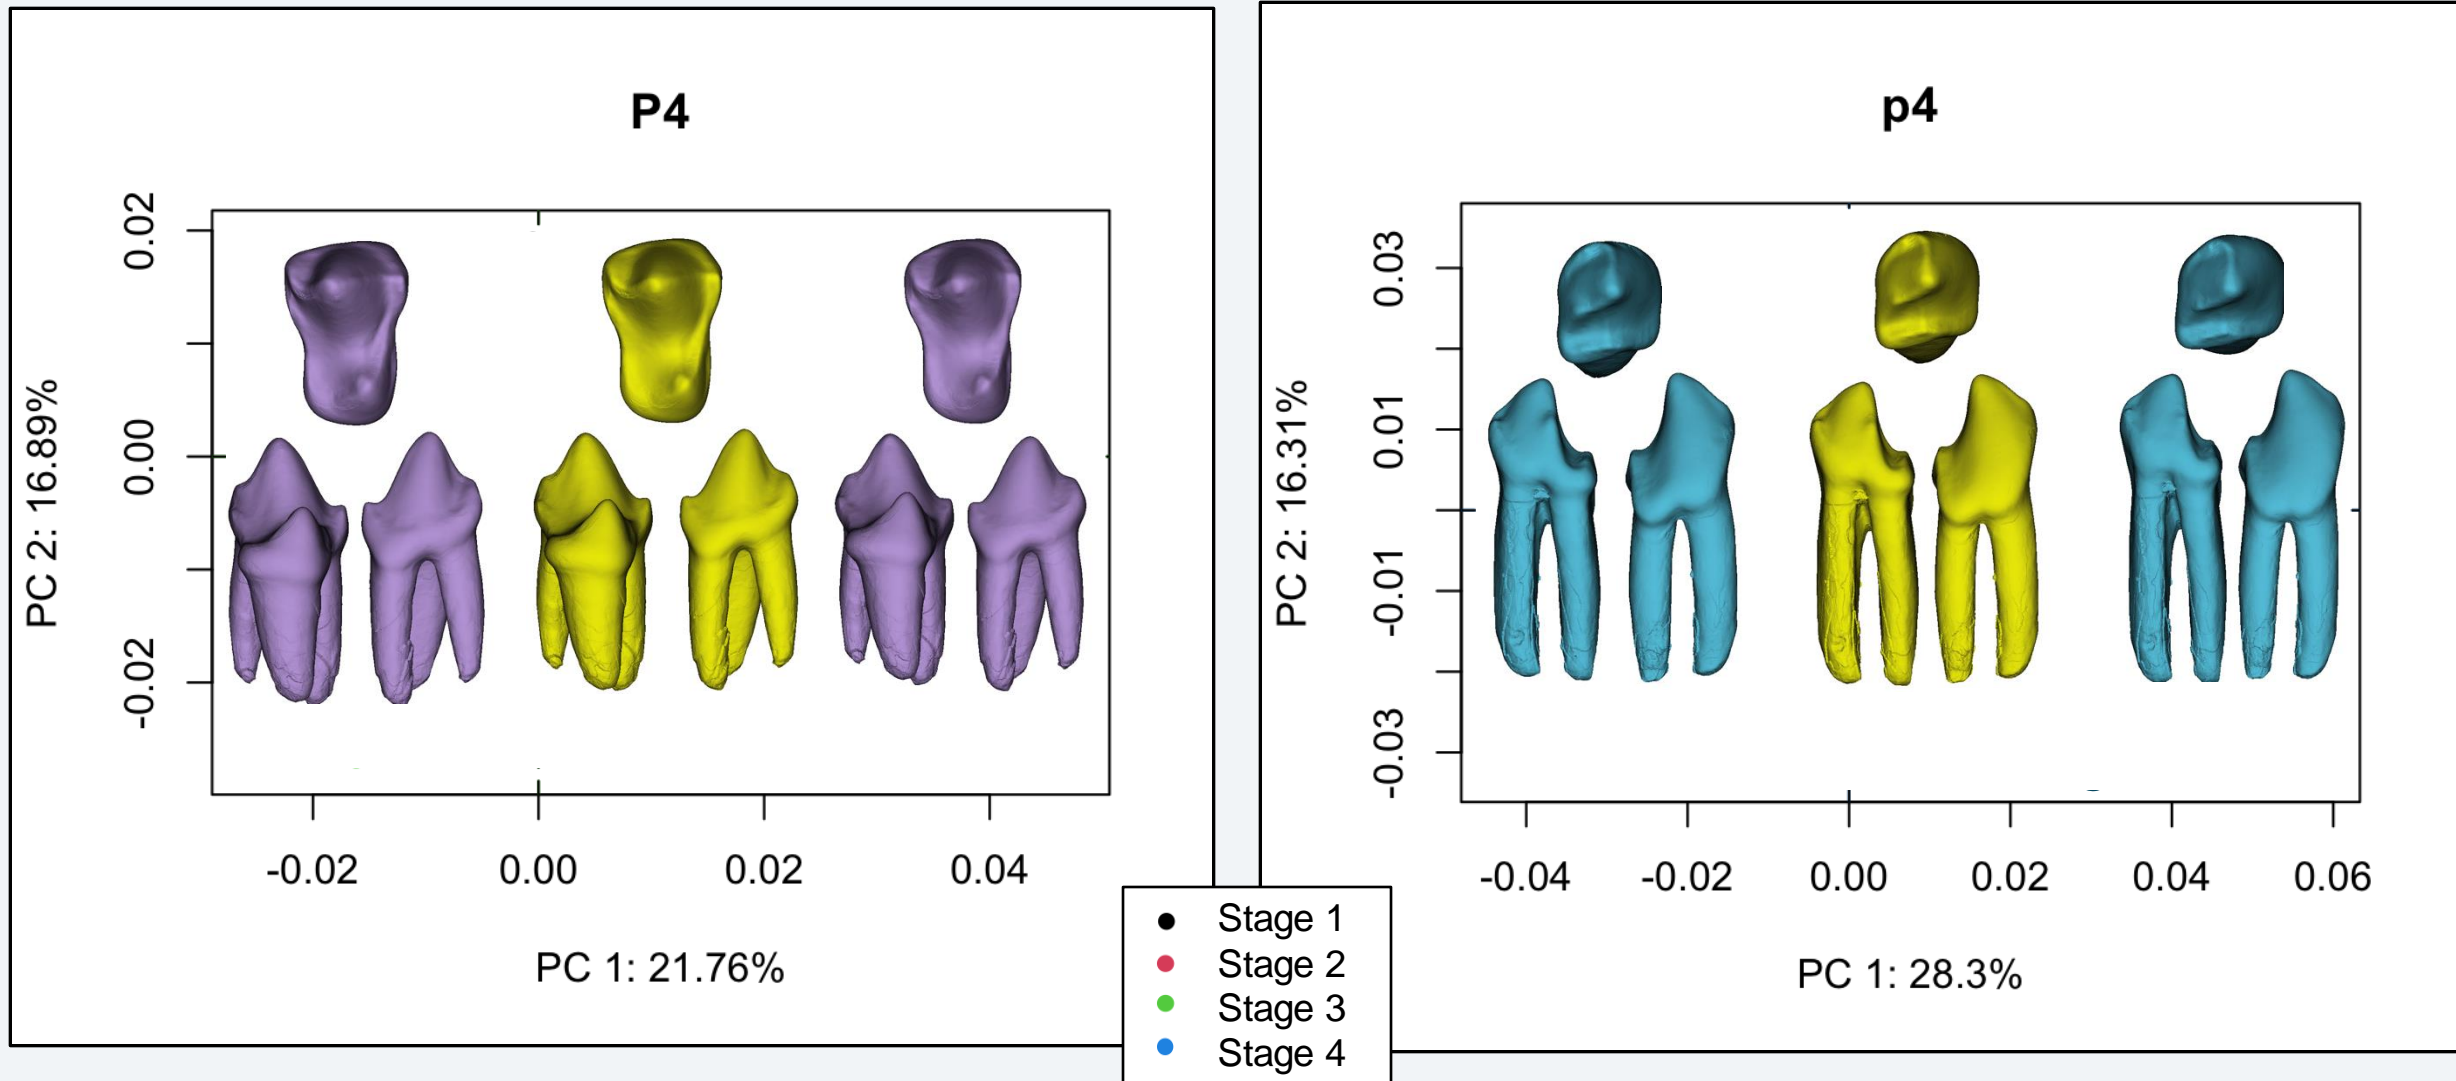 P4
0.02
0.00
-0.02
PC 2: 16.89%
-0.02
0.00
0.02
0.04
PC 1: 21.76%
p4
0.03
0.01
-0.01
-0.03
PC 2: 16.31%
-0.04
-0.02
0.00
0.02
0.04
0.06
PC 1: 28.3%
Stage 1
Stage 2
Stage 3
Stage 4